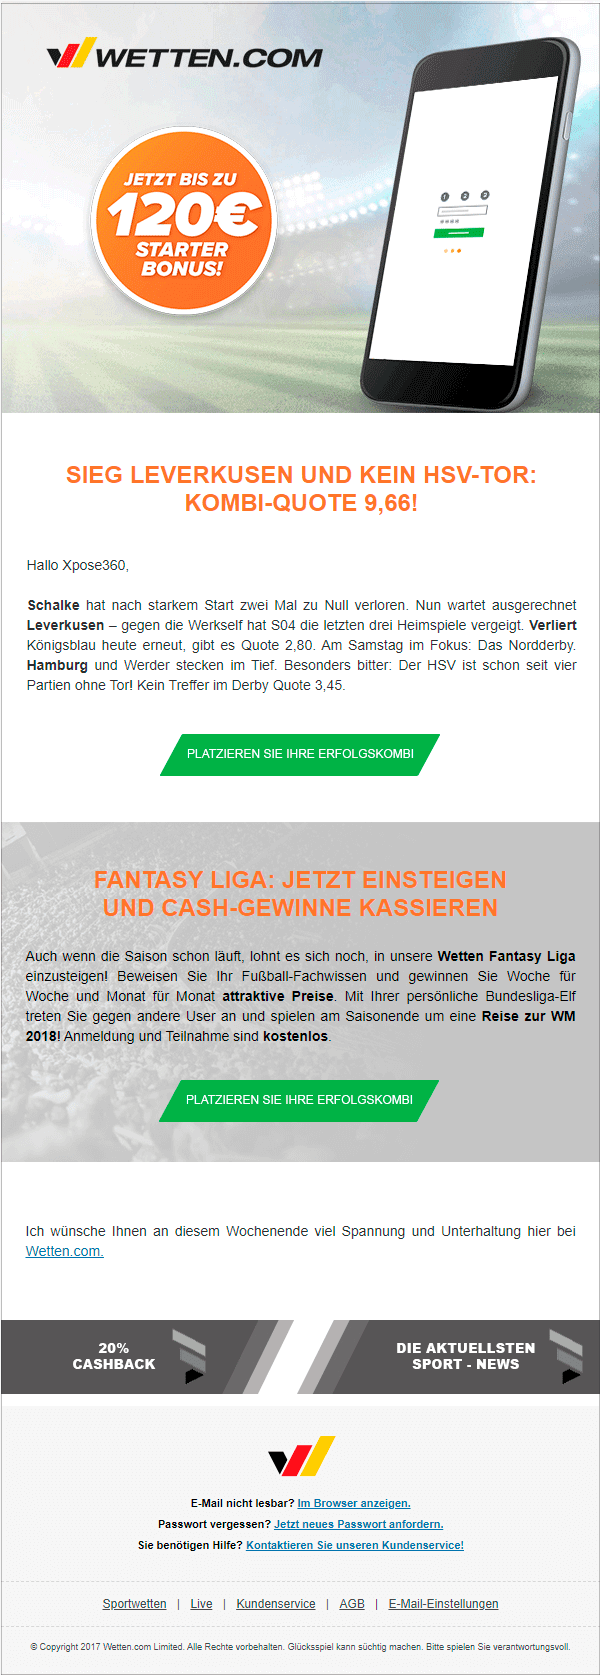 WETTEN.COM
JETZT BIS ZU
120€
STARTER
BONUS!
1 2 3
SIEG LEVERKUSEN UND KEIN HSV-TOR:
KOMBI-QUOTE 9,66!
Hallo Xpose360,
Schalke hat nach starkem Start zwei Mal zu Null verloren. Nun wartet ausgerechnet
Leverkusen – gegen die Werkself hat S04 die letzten drei Heimspiele vergeigt. Verliert
Königsblau heute erneut, gibt es Quote 2,80. Am Samstag im Fokus: Das Nordderby.
Hamburg und Werder stecken im Tief. Besonders bitter: Der HSV ist schon seit vier
Partien ohne Tor! Kein Treffer im Derby Quote 3,45.
PLATZIEREN SIE IHRE ERFOLGSKOMBI
FANTASY LIGA: JETZT EINSTEIGEN
UND CASH-GEWINNE KASSIEREN
Auch wenn die Saison schon läuft, lohnt es sich noch, in unsere Wetten Fantasy Liga
einzusteigen! Beweisen Sie Ihr Fußball-Fachwissen und gewinnen Sie Woche für
Woche und Monat für Monat attraktive Preise. Mit Ihrer persönliche Bundesliga-Elf
treten Sie gegen andere User an und spielen am Saisonende um eine Reise zur WM
2018! Anmeldung und Teilnahme sind kostenlos.
PLATZIEREN SIE IHRE ERFOLGSKOMBI
Ich wünsche Ihnen an diesem Wochenende viel Spannung und Unterhaltung hier bei
Wetten.com.
20%
CASHBACK
DIE AKTUELLSTEN
SPORT - NEWS
E-Mail nicht lesbar? Im Browser anzeigen.
Passwort vergessen? Jetzt neues Passwort anfordern.
Sie benötigen Hilfe? Kontaktieren Sie unseren Kundenservice!
Sportwetten | Live | Kundenservice | AGB | E-Mail-Einstellungen
© Copyright 2017 Wetten.com Limited. Alle Rechte vorbehalten. Glücksspiel kann süchtig machen. Bitte spielen Sie verantwortungsvoll.